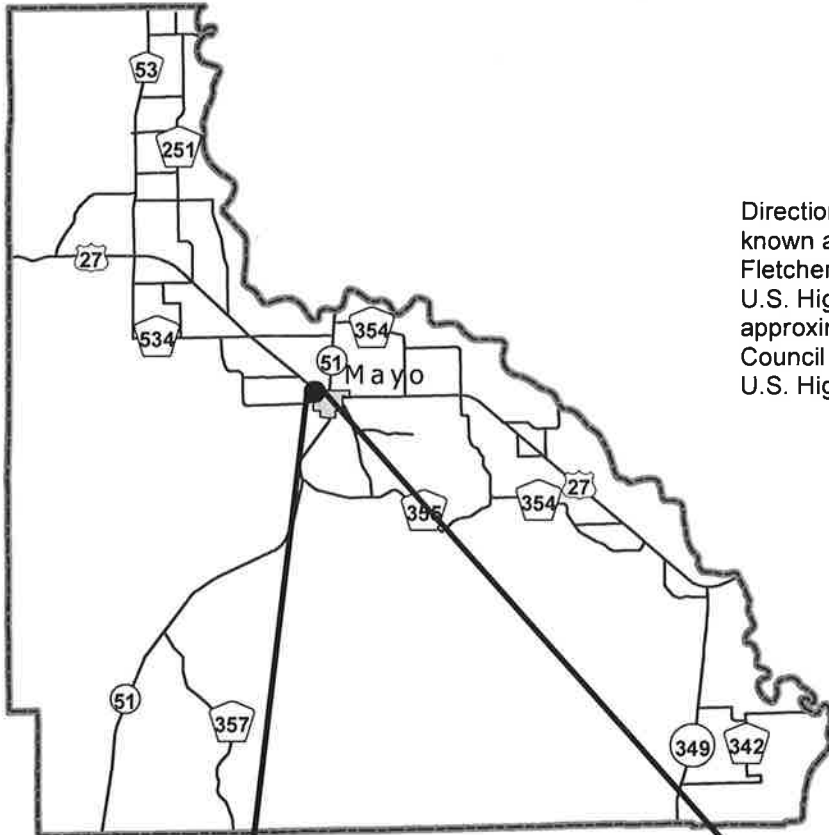 53
251
Direction
known a
Fletcher
U.S. Hig
approxin
Council
U.S. Hig
27
534
354
51
Mayo
27
355
354
51
357
349
342